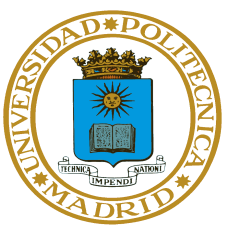 UNIVERSIDAD POLITECNICA
MADRID
TECHNICA IMPENDI NATIONI